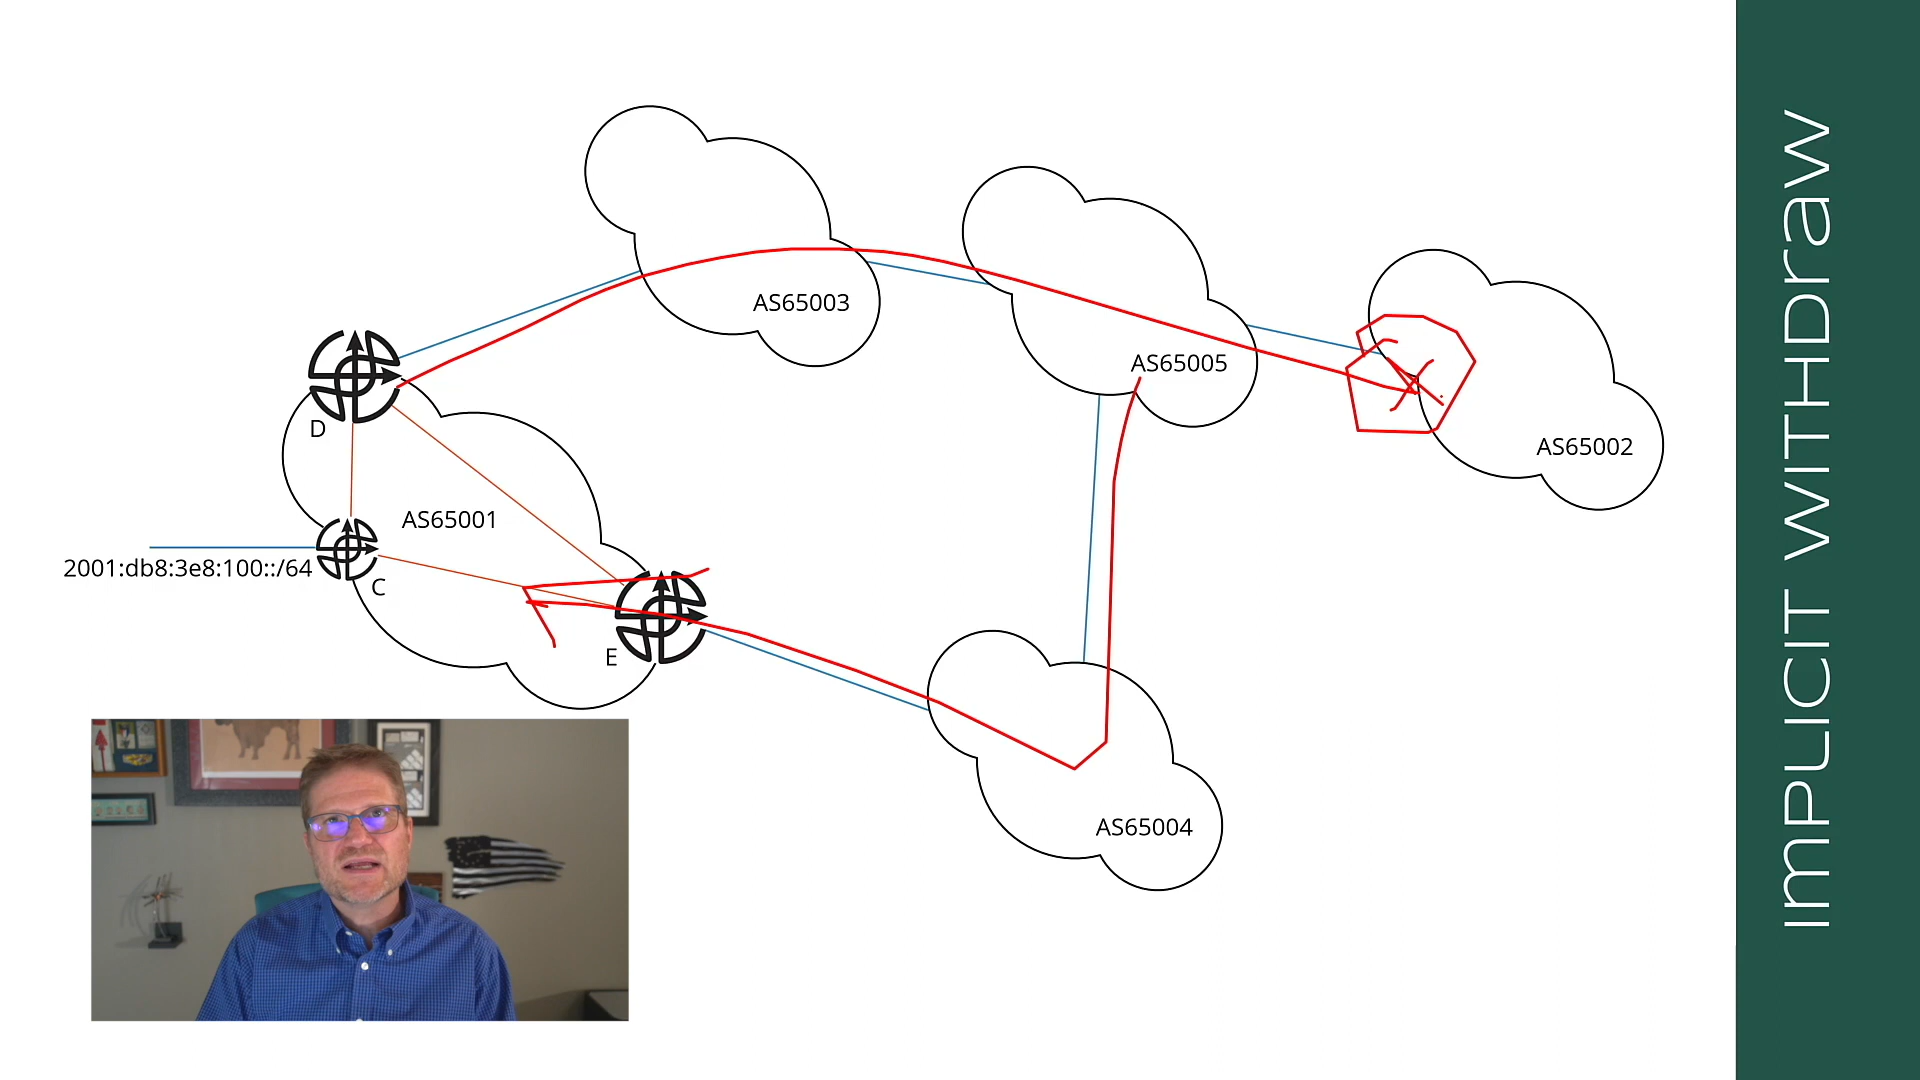 AS65003
AS65005
D
AS65002
AS65001
2001:db8:3e8:100::/64
C
E
AS65004
IMPLICIT WITHDraW